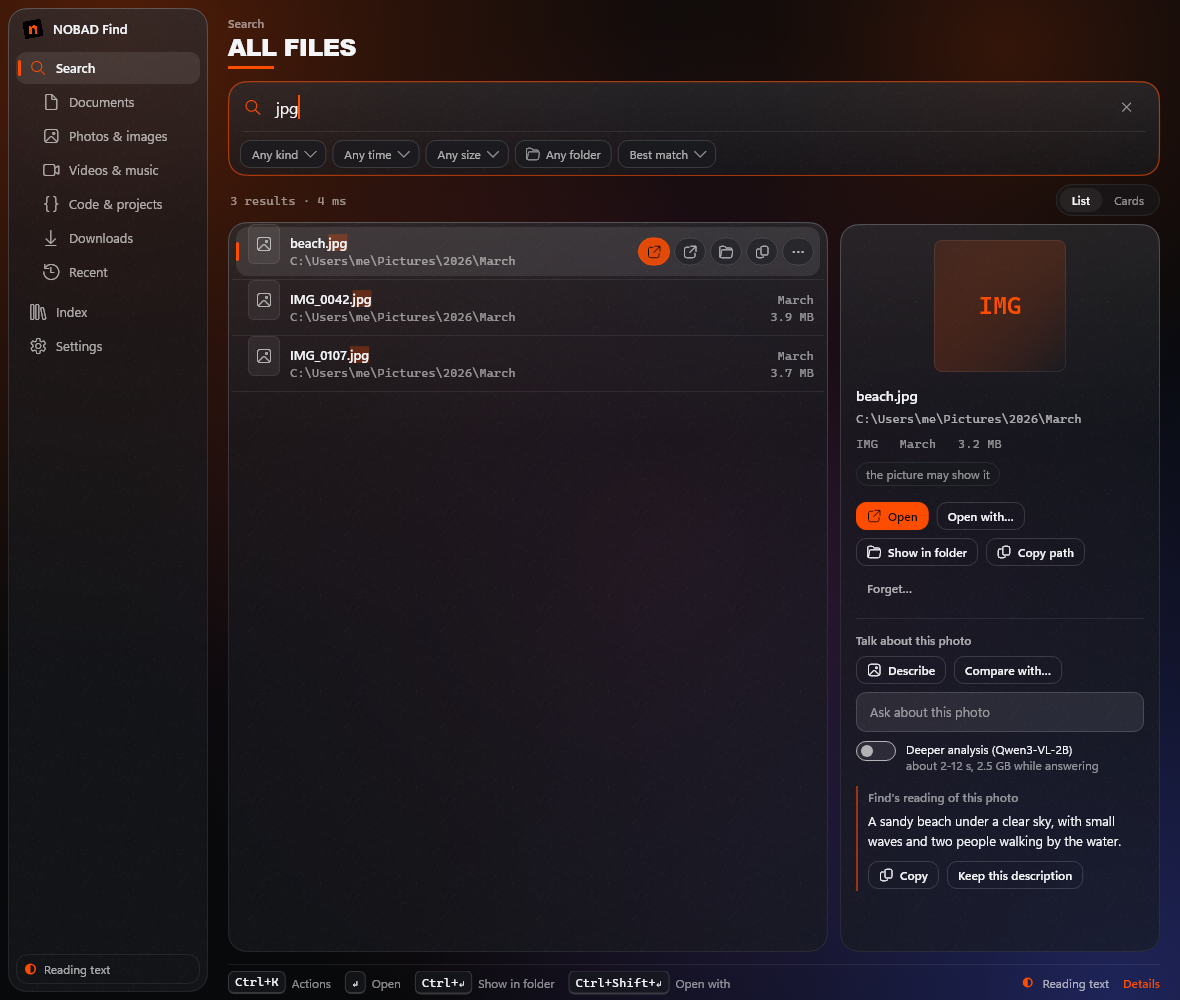 NOBAD Find
Search
Documents
Photos & images
Videos & music
Code & projects
Downloads
Recent
Index
Settings
Reading text
Search
ALL FILES
jpg
Any kind
Any time
Any size
Any folder
Best match
3 results · 4 ms
List
Cards
beach.jpg
C:\Users\me\Pictures\2026\March
IMG_0042.jpg
C:\Users\me\Pictures\2026\March
March
3.9 MB
IMG_0107.jpg
C:\Users\me\Pictures\2026\March
March
3.7 MB
IMG
beach.jpg
C:\Users\me\Pictures\2026\March
IMG March 3.2 MB
the picture may show it
Open
Open with...
Show in folder
Copy path
Forget...
Talk about this photo
Describe
Compare with...
Ask about this photo
Deeper analysis (Qwen3-VL-2B)
about 2-12 s, 2.5 GB while answering
Find's reading of this photo
A sandy beach under a clear sky, with small
waves and two people walking by the water.
Copy
Keep this description
Ctrl+K Actions
↲ Open
Ctrl+↲ Show in folder
Ctrl+Shift+↲ Open with
Reading text
Details